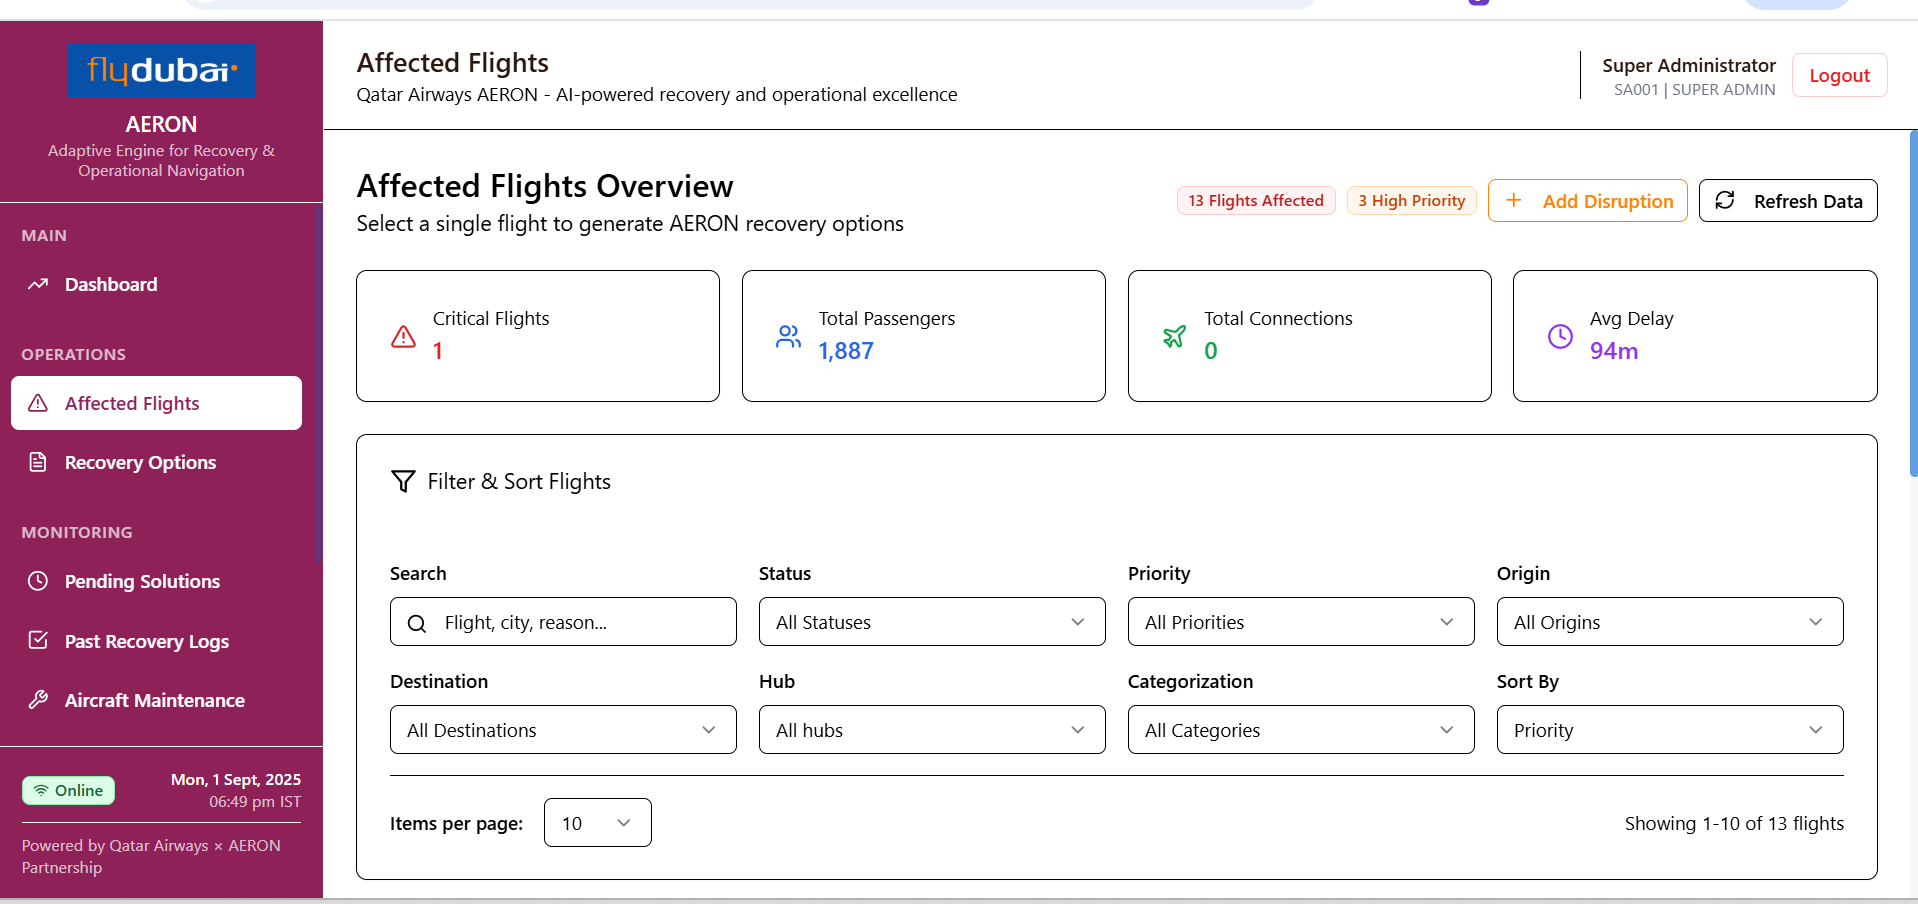 flydubai
AERON
Adaptive Engine for Recovery &
Operational Navigation
MAIN
Dashboard
OPERATIONS
Affected Flights
Recovery Options
MONITORING
Pending Solutions
Past Recovery Logs
Aircraft Maintenance
Online
Mon, 1 Sept, 2025
06:49 pm IST
Powered by Qatar Airways × AERON
Partnership
Affected Flights
Qatar Airways AERON - AI-powered recovery and operational excellence
Super Administrator
SA001 | SUPER ADMIN
Logout
Affected Flights Overview
Select a single flight to generate AERON recovery options
13 Flights Affected
3 High Priority
+ Add Disruption
Refresh Data
Critical Flights
1
Total Passengers
1,887
Total Connections
0
Avg Delay
94m
Filter & Sort Flights
Search
Flight, city, reason...
Status
All Statuses
Priority
All Priorities
Origin
All Origins
Destination
All Destinations
Hub
All hubs
Categorization
All Categories
Sort By
Priority
Items per page: 10
Showing 1-10 of 13 flights